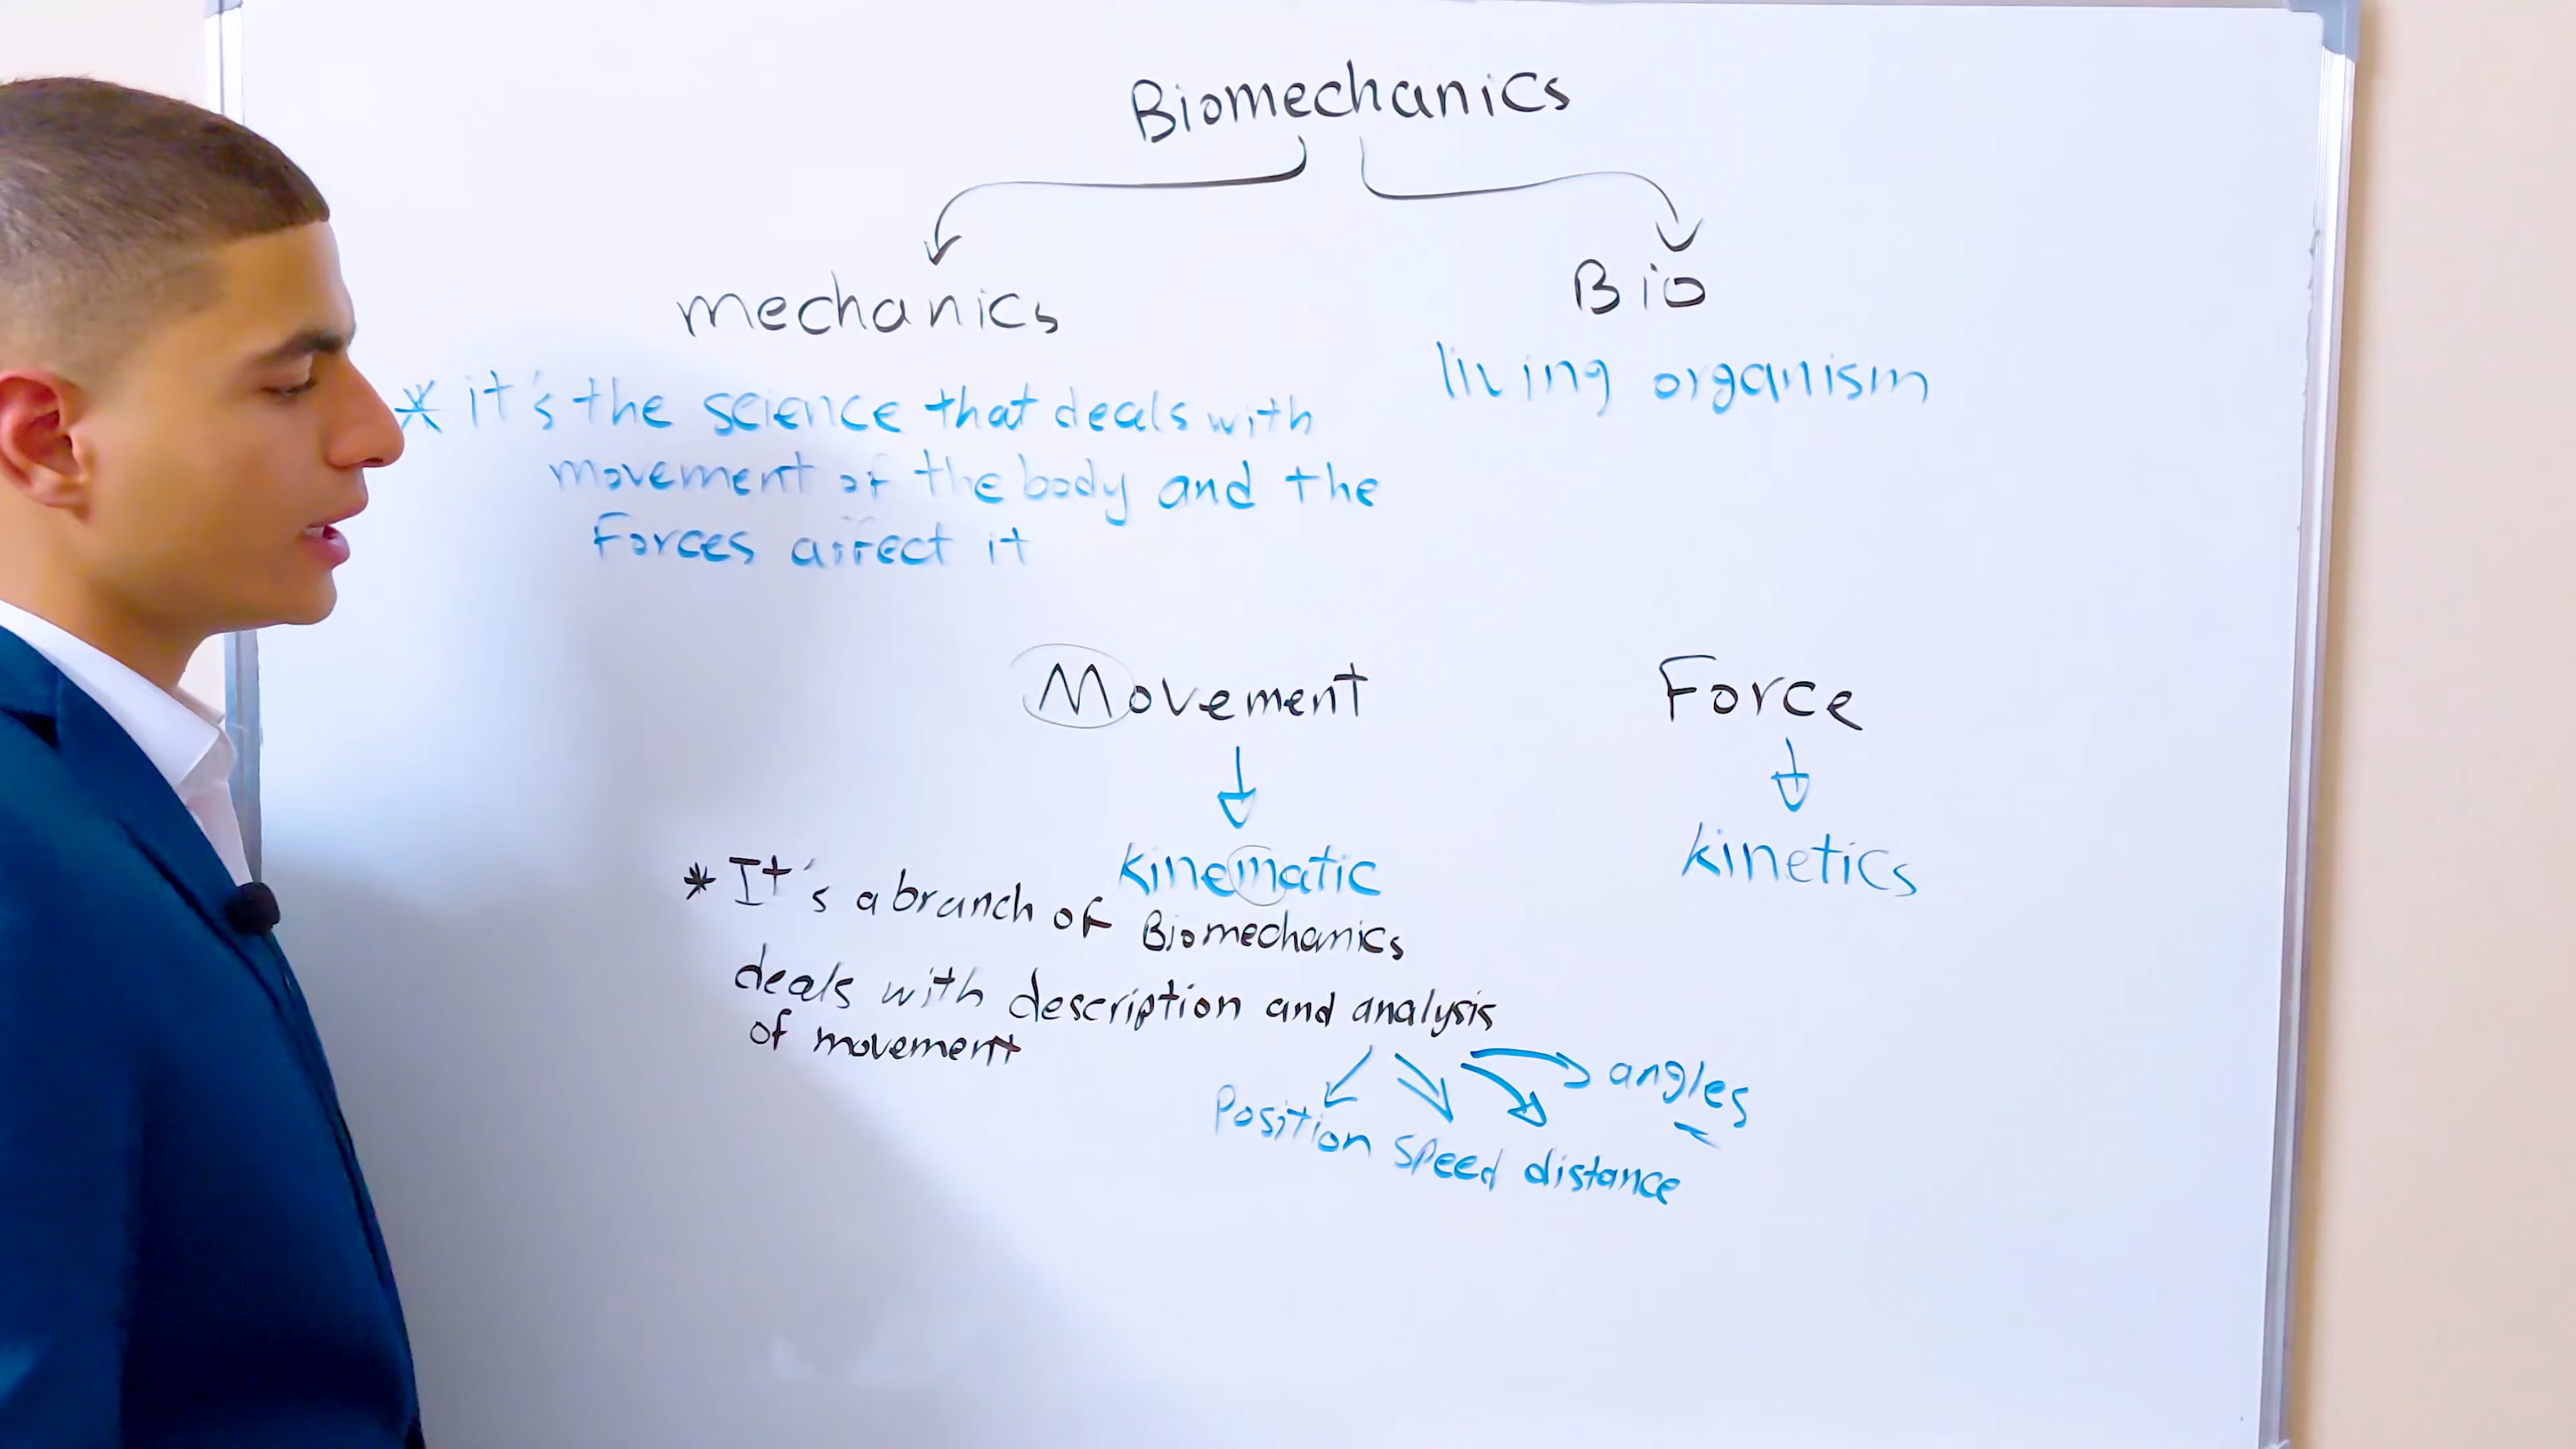 Biomechanics
mechanics
Bio
* it's the science that deals with
movement of the body and the
Forces affect it
living organism
Movement
Force
kinematic
kinetics
* It's a branch of Biomechanics
deals with description and analysis
of movement
Position speed distance angles